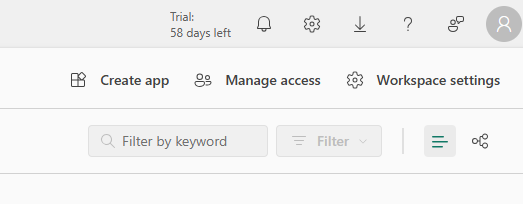 Trial:
58 days left
Create app
Manage access
Workspace settings
Filter by keyword
Filter